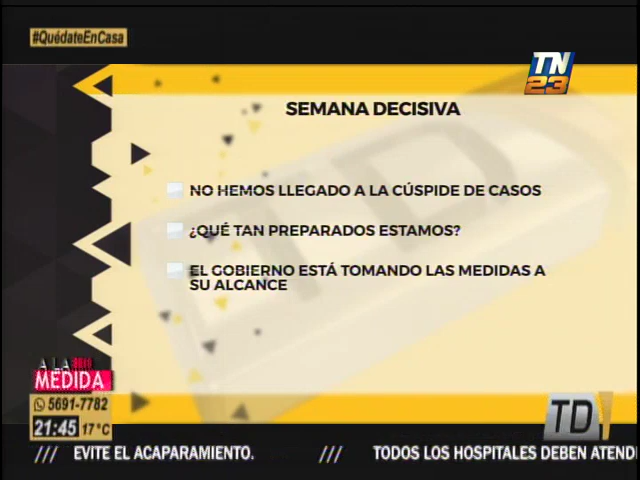 #QuédateEnCasa
TN
23
SEMANA DECISIVA
NO HEMOS LLEGADO A LA CÚSPIDE DE CASOS
¿QUÉ TAN PREPARADOS ESTAMOS?
EL GOBIERNO ESTÁ TOMANDO LAS MEDIDAS A
SU ALCANCE
A LA
MEDIDA
5691-7782
21:45 17°C
TD
/// EVITE EL ACAPARAMIENTO. /// TODOS LOS HOSPITALES DEBEN ATEND